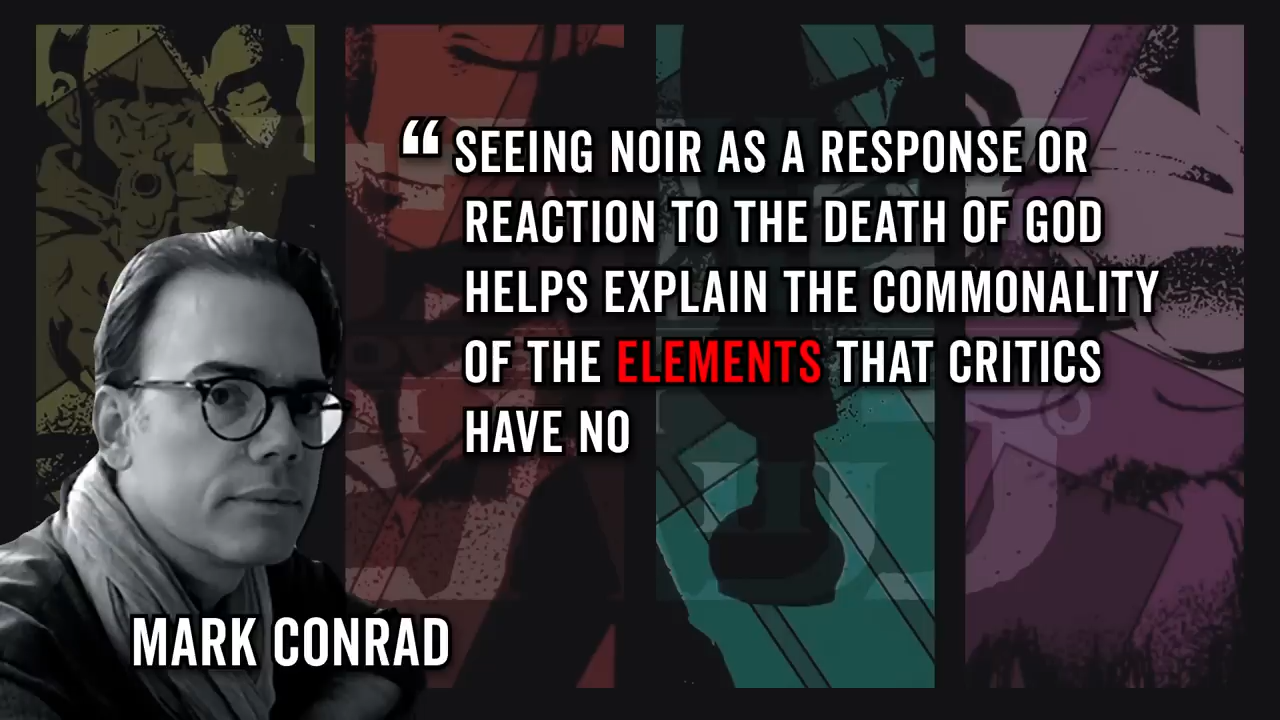 “ SEEING NOIR AS A RESPONSE OR
REACTION TO THE DEATH OF GOD
HELPS EXPLAIN THE COMMONALITY
OF THE ELEMENTS THAT CRITICS
HAVE NO
MARK CONRAD